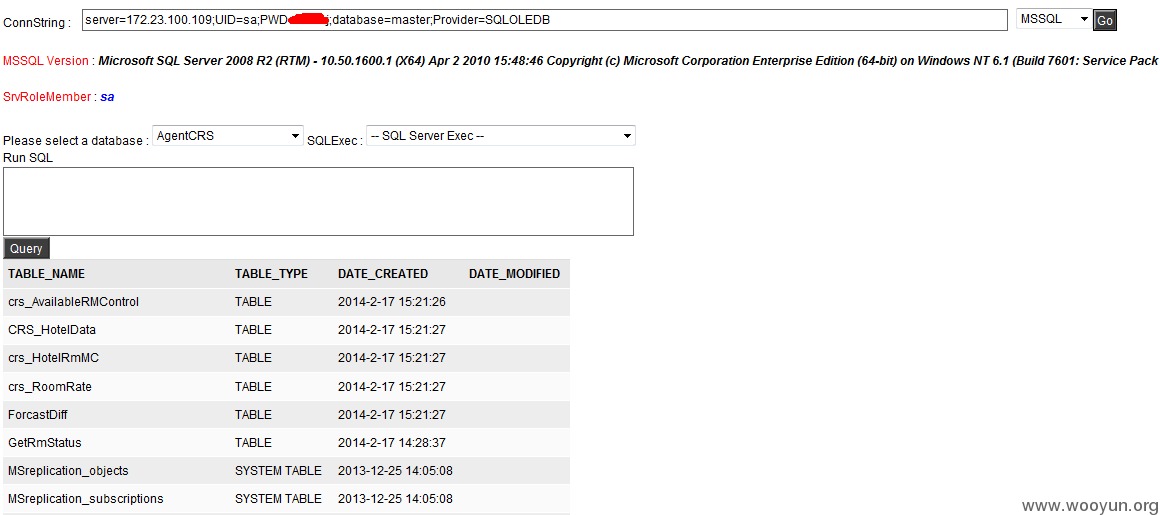 ConnString : server=172.23.100.109;UID=sa;PWD j;database=master;Provider=SQLOLEDB MSSQL Go
MSSQL Version : Microsoft SQL Server 2008 R2 (RTM) - 10.50.1600.1 (X64) Apr 2 2010 15:48:46 Copyright (c) Microsoft Corporation Enterprise Edition (64-bit) on Windows NT 6.1 (Build 7601: Service Pack
SrvRoleMember : sa
Please select a database : AgentCRS SQLExec : -- SQL Server Exec --
Run SQL
Query
TABLE_NAME TABLE_TYPE DATE_CREATED DATE_MODIFIED
crs_AvailableRMControl TABLE 2014-2-17 15:21:26
CRS_HotelData TABLE 2014-2-17 15:21:27
crs_HotelRmMC TABLE 2014-2-17 15:21:27
crs_RoomRate TABLE 2014-2-17 15:21:27
ForcastDiff TABLE 2014-2-17 15:21:27
GetRmStatus TABLE 2014-2-17 14:28:37
MSreplication_objects SYSTEM TABLE 2013-12-25 14:05:08
MSreplication_subscriptions SYSTEM TABLE 2013-12-25 14:05:08
www.wooyun.org